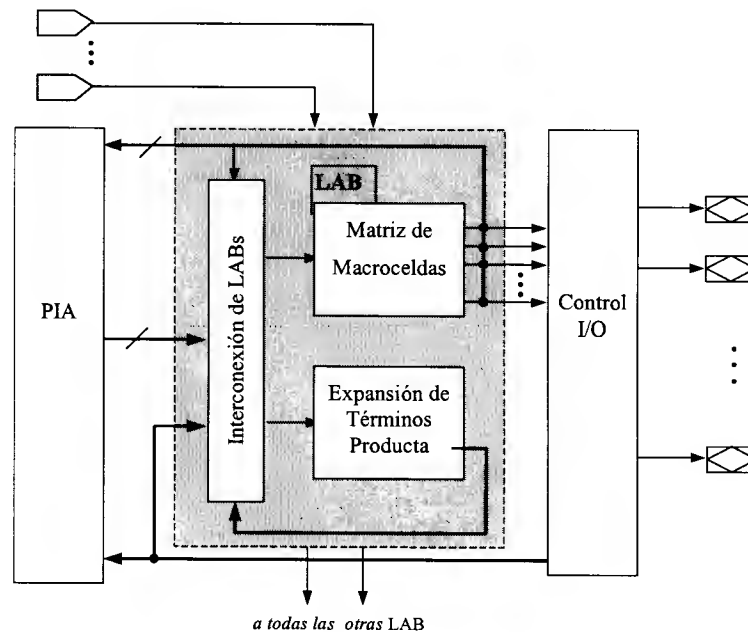 LAB
Matriz de
Macroceldas
PIA
Interconexión de LABs
Control
I/O
Expansión de
Términos
Producta
a todas las otras LAB